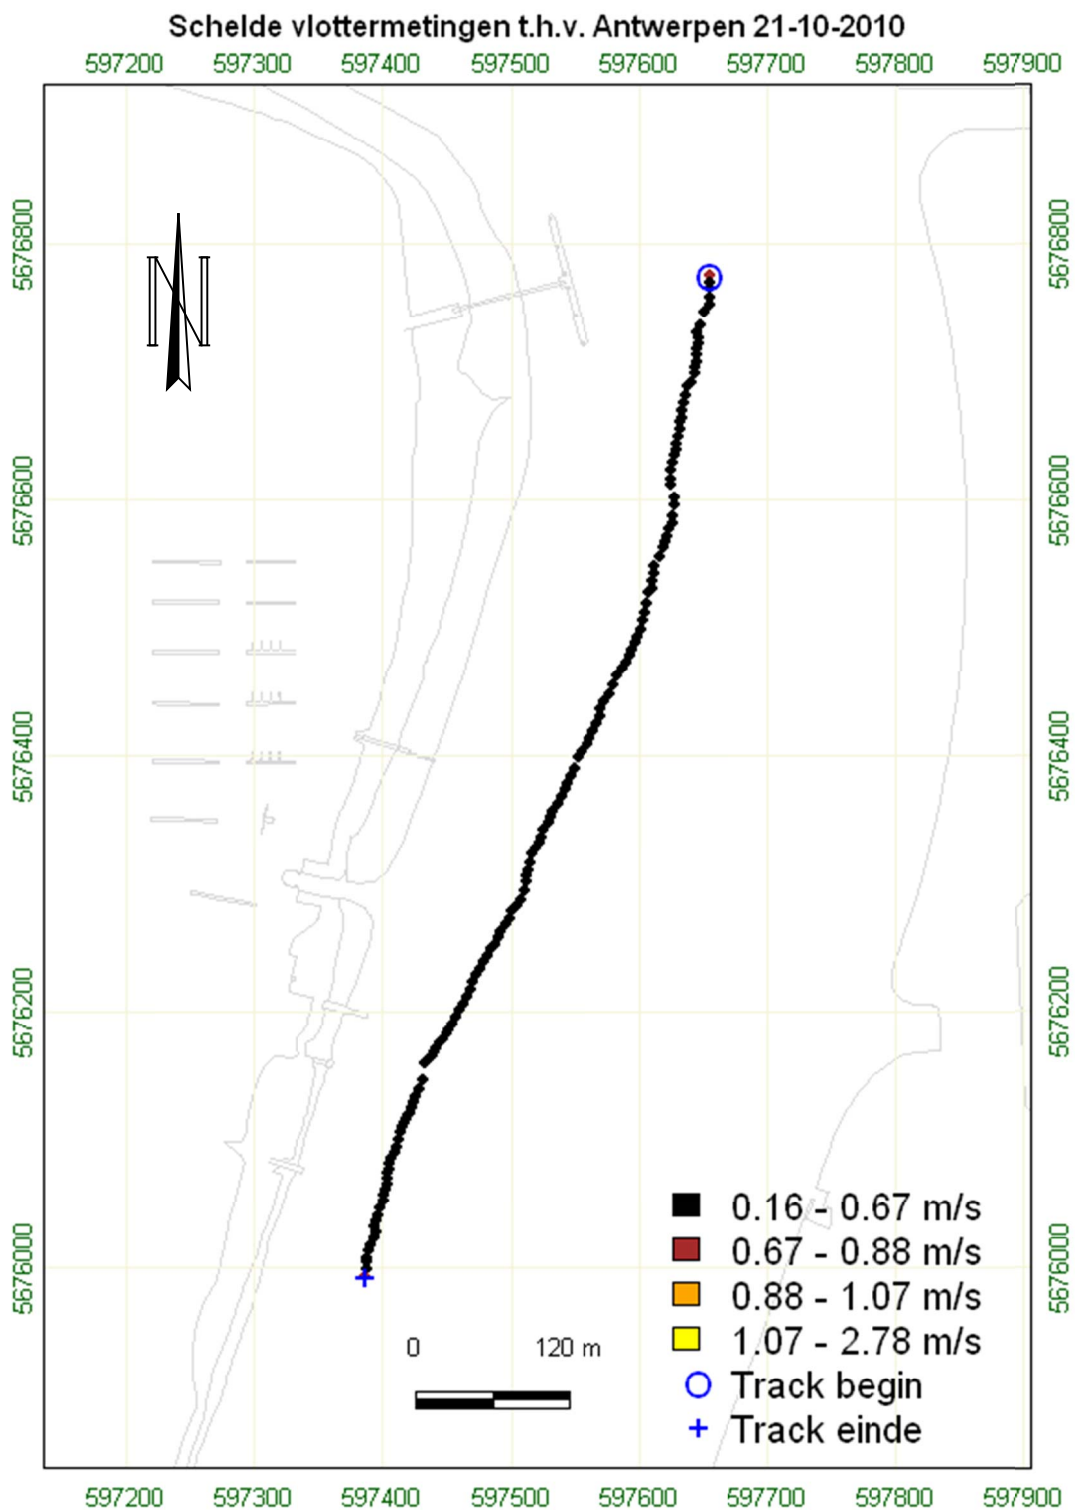 Schelde vlottermetingen t.h.v. Antwerpen 21-10-2010
597200 597300 597400 597500 597600 597700 597800 597900
5676800 5676800
N
5676600 5676600
5676400 5676400
5676200 5676200
0.16 - 0.67 m/s
5676000 0.67 - 0.88 m/s 5676000
0.88 - 1.07 m/s
0 120 m 1.07 - 2.78 m/s
Track begin
Track einde
597200 597300 597400 597500 597600 597700 597800 597900